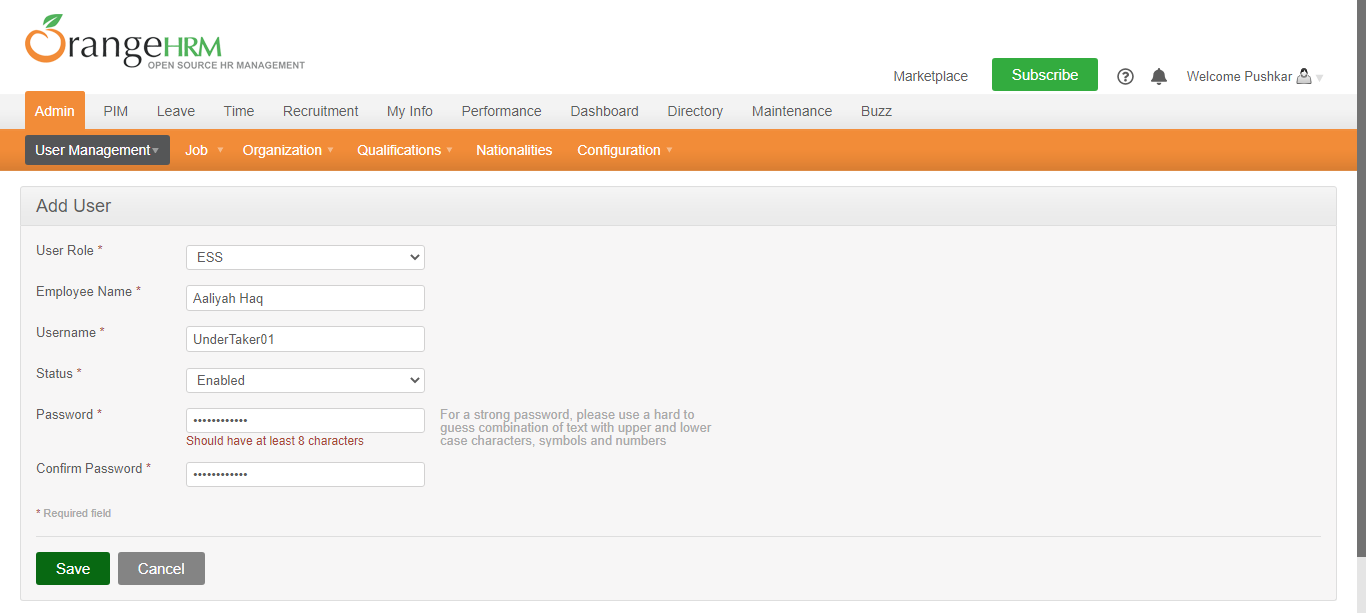 OrangeHRM
OPEN SOURCE HR MANAGEMENT
Marketplace Subscribe ? Welcome Pushkar
Admin PIM Leave Time Recruitment My Info Performance Dashboard Directory Maintenance Buzz
User Management Job Organization Qualifications Nationalities Configuration
Add User
User Role * ESS
Employee Name * Aaliyah Haq
Username * UnderTaker01
Status * Enabled
Password * ••••••••••••
For a strong password, please use a hard to
guess combination of text with upper and lower
case characters, symbols and numbers
Should have at least 8 characters
Confirm Password * ••••••••••••
* Required field
Save Cancel